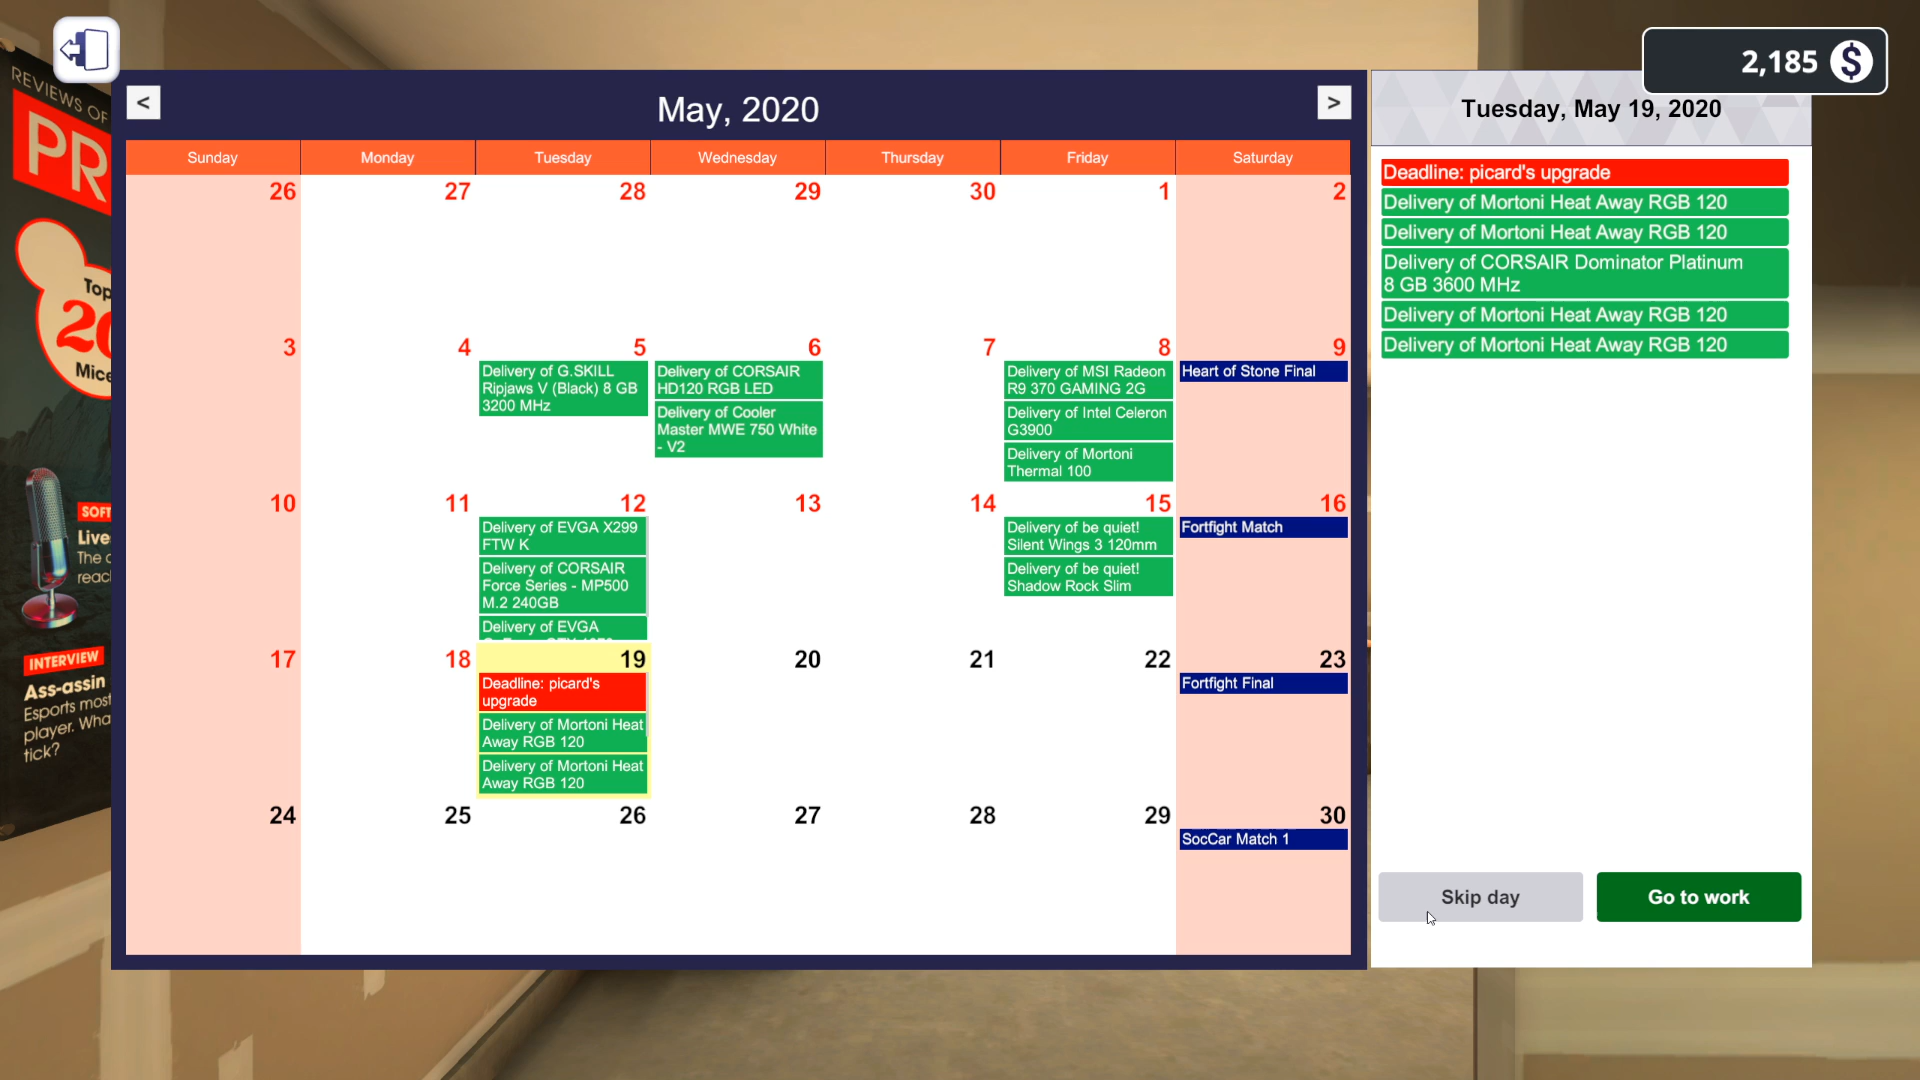 REVIEWS OF
PR
Top
20
Mice
SOFT
Live
The
reac
INTERVIEW
Ass-assin
Esports most
player. Wha
tick?
2,185 $
<
May, 2020
>
Sunday Monday Tuesday Wednesday Thursday Friday Saturday
26 27 28 29 30 1 2
3 4 5 6 7 8 9
Delivery of G.SKILL
Ripjaws V (Black) 8 GB
3200 MHz
Delivery of CORSAIR
HD120 RGB LED
Delivery of Cooler
Master MWE 750 White
- V2
Delivery of MSI Radeon
R9 370 GAMING 2G
Delivery of Intel Celeron
G3900
Delivery of Mortoni
Thermal 100
Heart of Stone Final
10 11 12 13 14 15 16
Delivery of EVGA X299
FTW K
Delivery of CORSAIR
Force Series - MP500
M.2 240GB
Delivery of EVGA
Delivery of be quiet!
Silent Wings 3 120mm
Delivery of be quiet!
Shadow Rock Slim
Fortfight Match
17 18 19 20 21 22 23
Deadline: picard's
upgrade
Delivery of Mortoni Heat
Away RGB 120
Delivery of Mortoni Heat
Away RGB 120
Fortfight Final
24 25 26 27 28 29 30
SocCar Match 1
Tuesday, May 19, 2020
Deadline: picard's upgrade
Delivery of Mortoni Heat Away RGB 120
Delivery of Mortoni Heat Away RGB 120
Delivery of CORSAIR Dominator Platinum
8 GB 3600 MHz
Delivery of Mortoni Heat Away RGB 120
Delivery of Mortoni Heat Away RGB 120
Skip day
Go to work